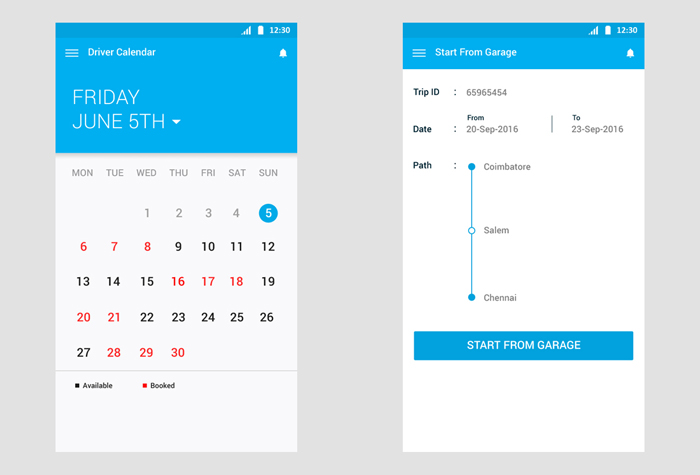 12:30
Driver Calendar
FRIDAY
JUNE 5TH
MON TUE WED THU FRI SAT SUN
1 2 3 4 5
6 7 8 9 10 11 12
13 14 15 16 17 18 19
20 21 22 23 24 25 26
27 28 29 30
Available Booked
12:30
Start From Garage
Trip ID : 65965454
From To
Date : 20-Sep-2016 23-Sep-2016
Path : Coimbatore
Salem
Chennai
START FROM GARAGE